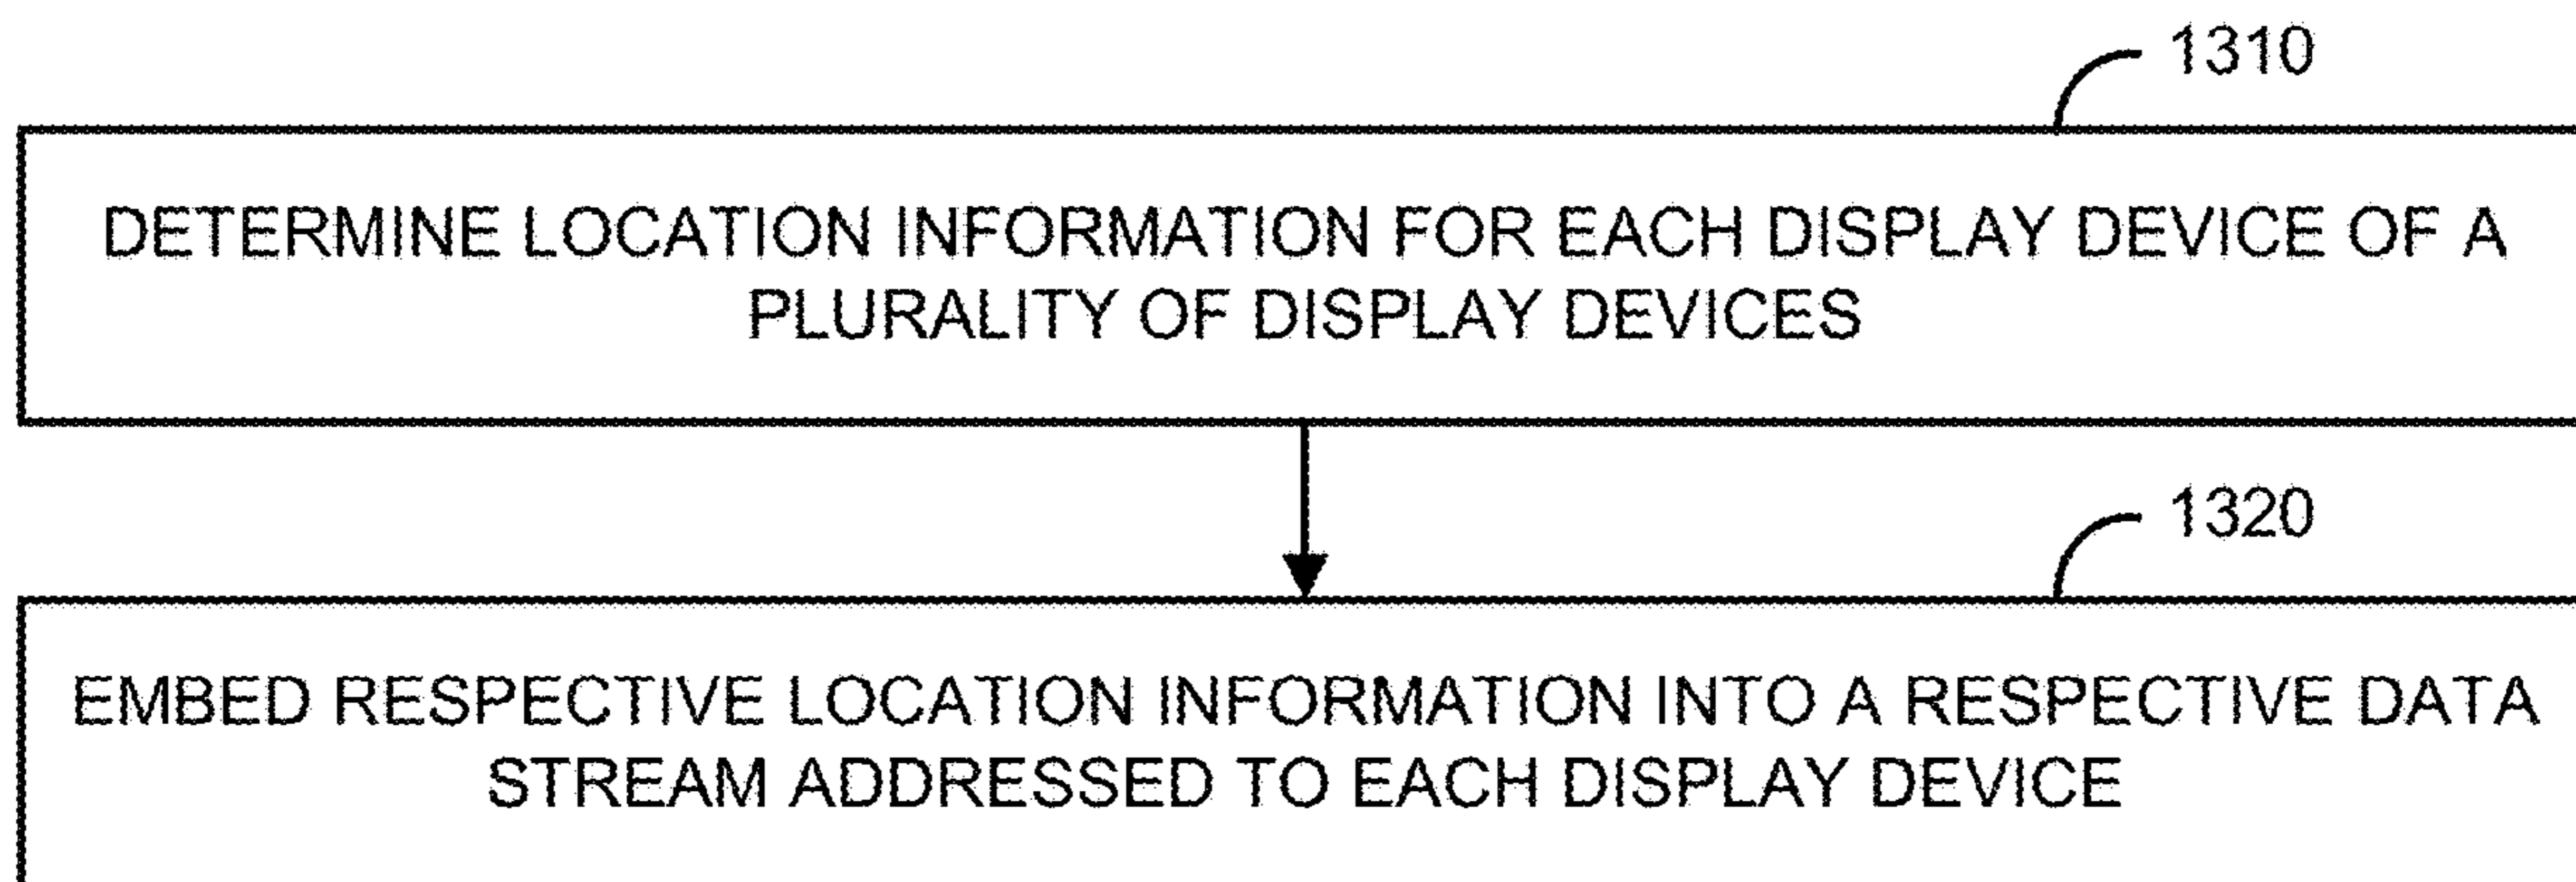 1310
DETERMINE LOCATION INFORMATION FOR EACH DISPLAY DEVICE OF A
PLURALITY OF DISPLAY DEVICES
1320
EMBED RESPECTIVE LOCATION INFORMATION INTO A RESPECTIVE DATA
STREAM ADDRESSED TO EACH DISPLAY DEVICE